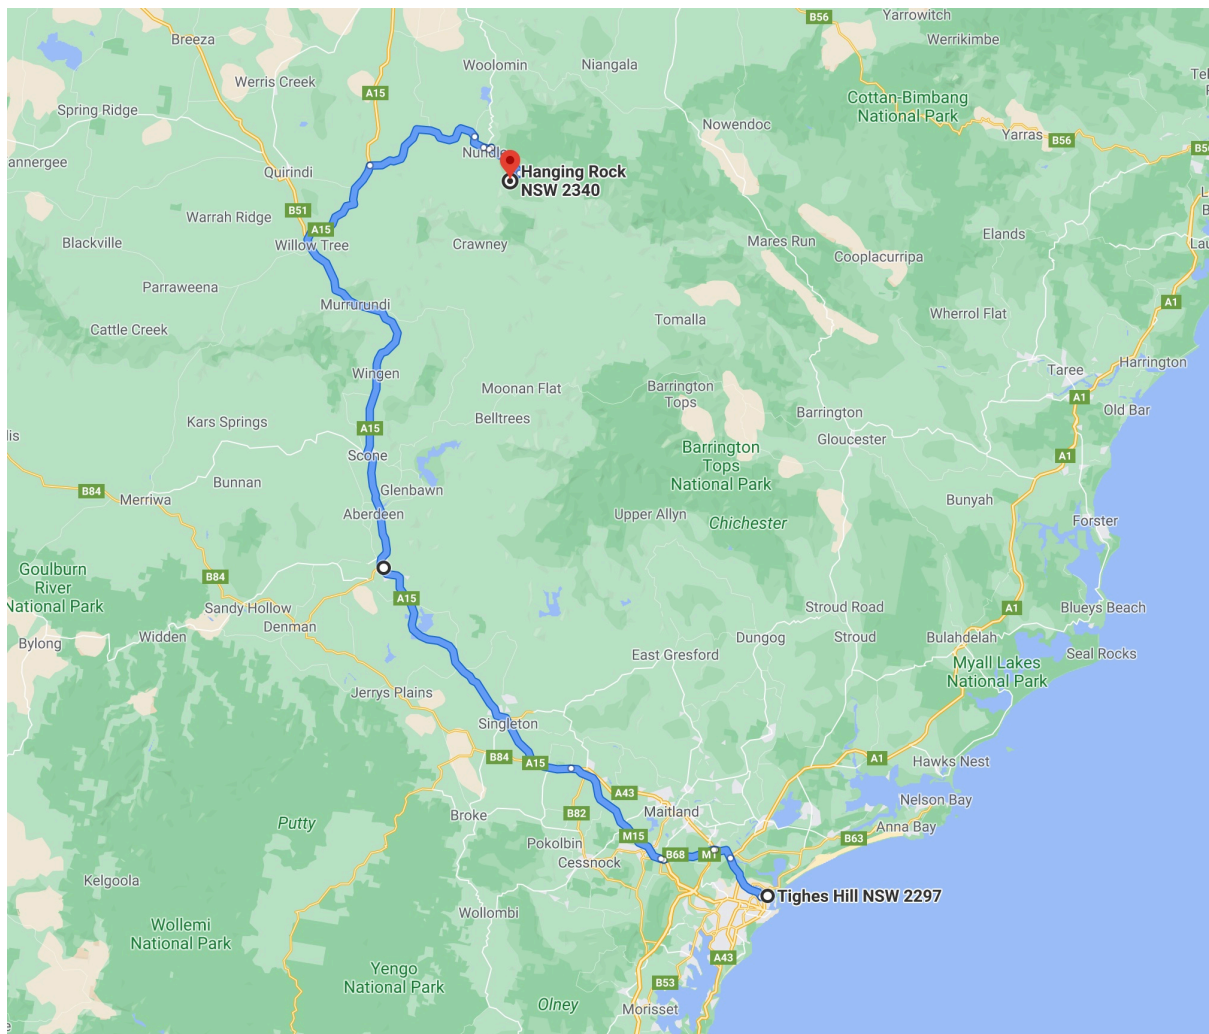 B56
Yarrowitch
Breeza
Werrikimbe
Woolomin
Niangala
Werris Creek
A15
Spring Ridge
Cottan-Bimbang
National Park
Nowendoc
Yarras
B56
annergee
Nundle
Quirindi
Hanging Rock
NSW 2340
B51
A15
Warrah Ridge
Willow Tree
Blackville
Crawney
Mares Run
Elands
Cooplacurripa
Parraweena
Murrurundi
A1
Cattle Creek
Tomalla
Wherrol Flat
Harrington
Taree
Wingen
Moonan Flat
Barrington
Tops
A1
Old Bar
Belltrees
Barrington
Kars Springs
A15
Gloucester
Scone
Barrington
Tops
National Park
A1
Bunnan
Glenbawn
B84
Merriwa
Aberdeen
Upper Allyn
Chichester
Bunyah
Forster
Goulburn
River
National Park
B84
Sandy Hollow
A15
Stroud Road
A1
Blueys Beach
Denman
Bylong
Widden
Dungog
Stroud
Bulahdelah
East Gresford
Seal Rocks
Myall Lakes
National Park
Jerrys Plains
Singleton
B84
A15
A1
Hawks Nest
A43
Nelson Bay
Broke
B82
Maitland
Putty
M15
B63
Anna Bay
Pokolbin
B68
M1
Cessnock
Kelgoola
Tighes Hill NSW 2297
Wollombi
Wollemi
National Park
A43
Yengo
National Park
B53
Olney
Morisset